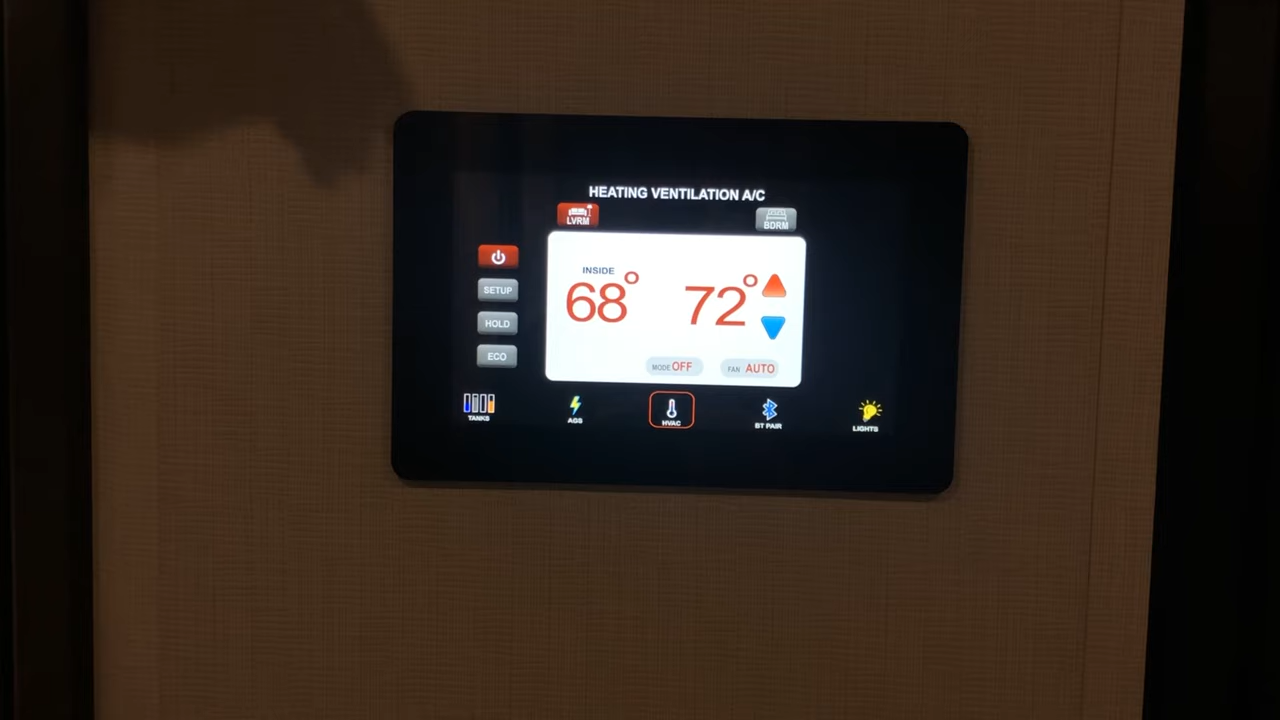 HEATING VENTILATION A/C
LVRM
BDRM
INSIDE
68°
72°
SETUP
HOLD
ECO
MODE OFF
FAN AUTO
TANKS
AGS
HVAC
BT PAIR
LIGHTS